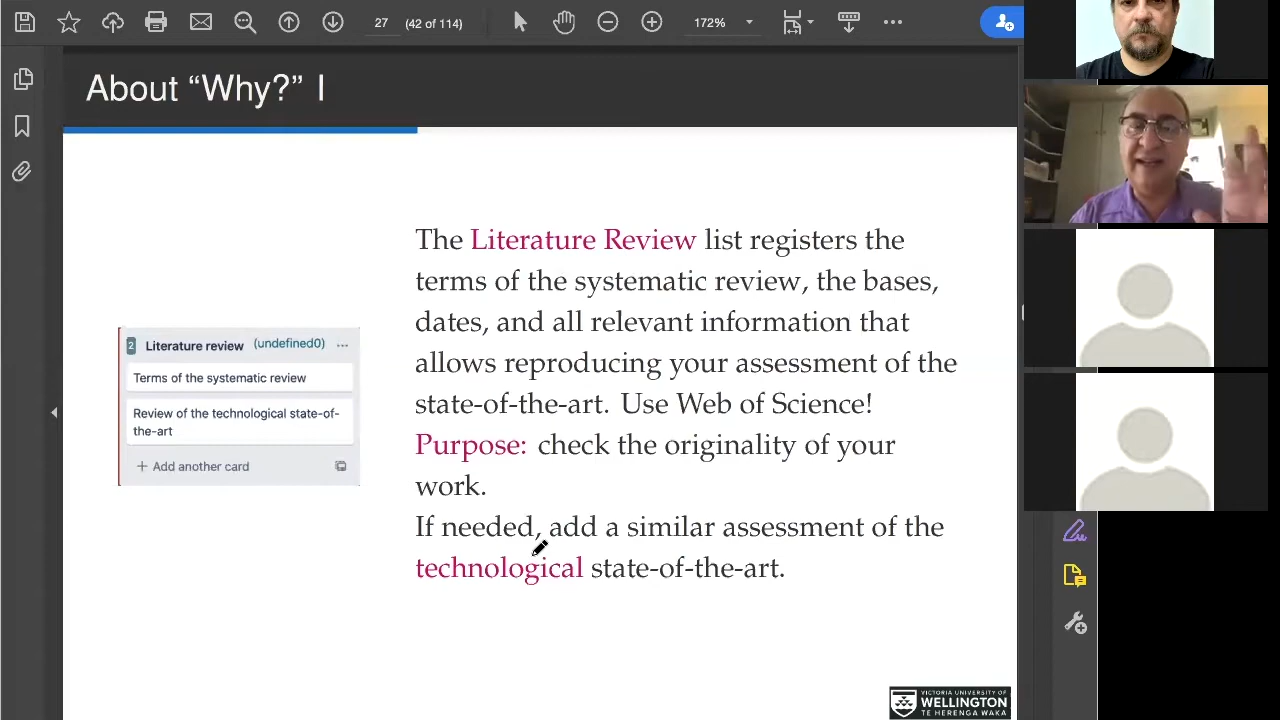 27
(42 of 114)
172%
About “Why?” I
The Literature Review list registers the
terms of the systematic review, the bases,
dates, and all relevant information that
allows reproducing your assessment of the
state-of-the-art. Use Web of Science!
Purpose: check the originality of your
work.
If needed, add a similar assessment of the
technological state-of-the-art.
2 Literature review (undefined0) ...
Terms of the systematic review
Review of the technological state-of-
the-art
+ Add another card
VICTORIA UNIVERSITY OF
WELLINGTON
TE HERENGA WAKA